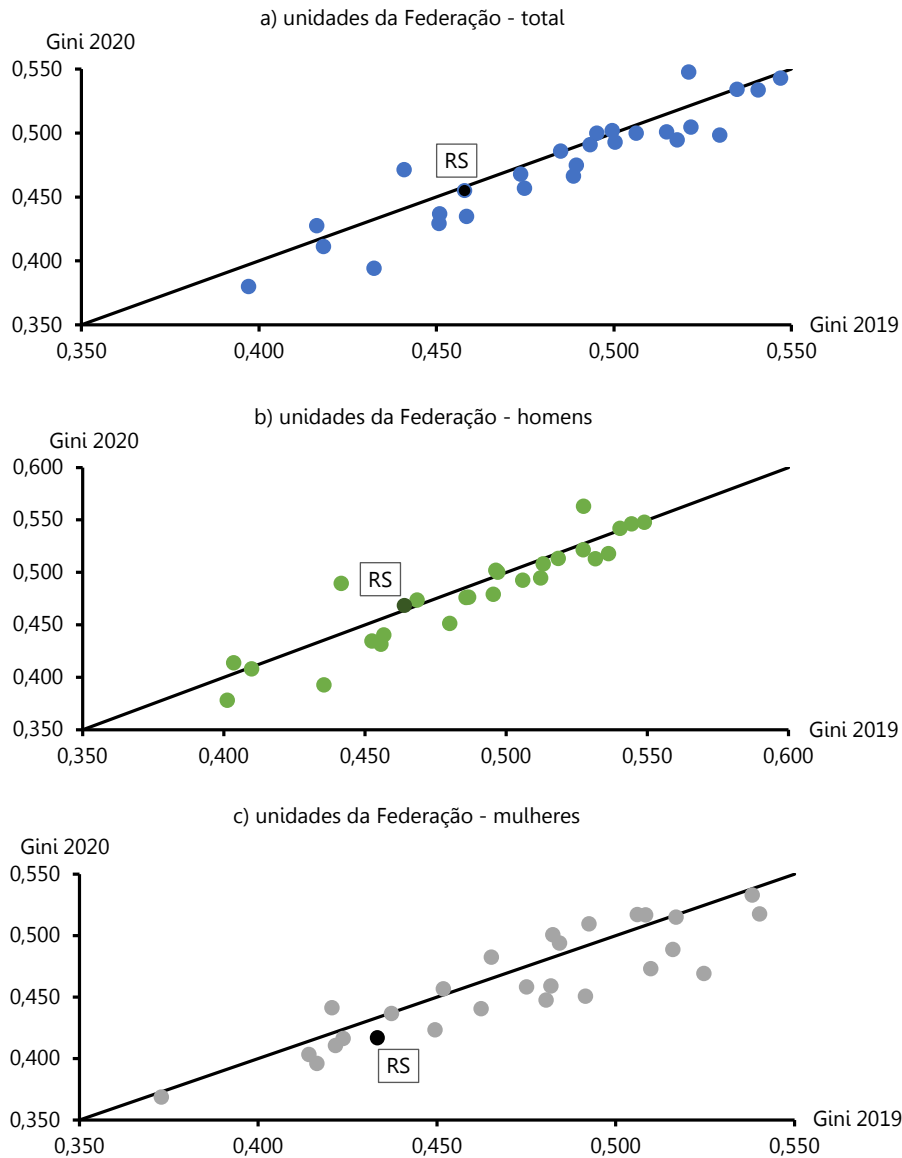 a) unidades da Federação - total
Gini 2020
0,550
0,500
RS
0,450
0,400
0,350
Gini 2019
0,350 0,400 0,450 0,500 0,550
b) unidades da Federação - homens
Gini 2020
0,600
0,550
0,500
RS
0,450
0,400
0,350
Gini 2019
0,350 0,400 0,450 0,500 0,550 0,600
c) unidades da Federação - mulheres
Gini 2020
0,550
0,500
0,450
0,400
RS
0,350
Gini 2019
0,350 0,400 0,450 0,500 0,550